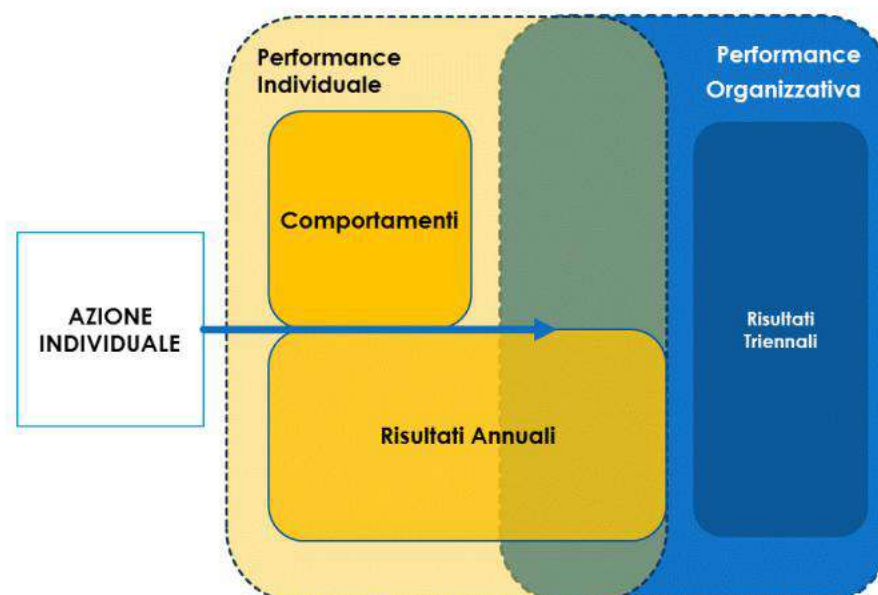 Performance
Individuale
Performance
Organizzativa
Comportamenti
AZIONE
INDIVIDUALE
Risultati
Triennali
Risultati Annuali